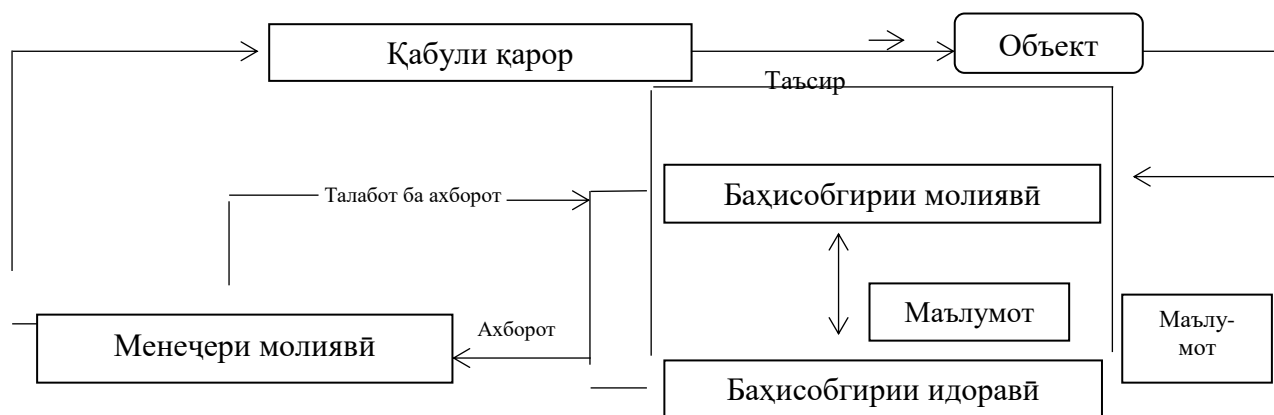 Қабули қарор
Объект
Таъсир
Талабот ба ахборот
Баҳисобгирии молиявӣ
Маълумот
Маълу-
мот
Ахборот
Менеҷери молиявӣ
Баҳисобгирии идоравӣ